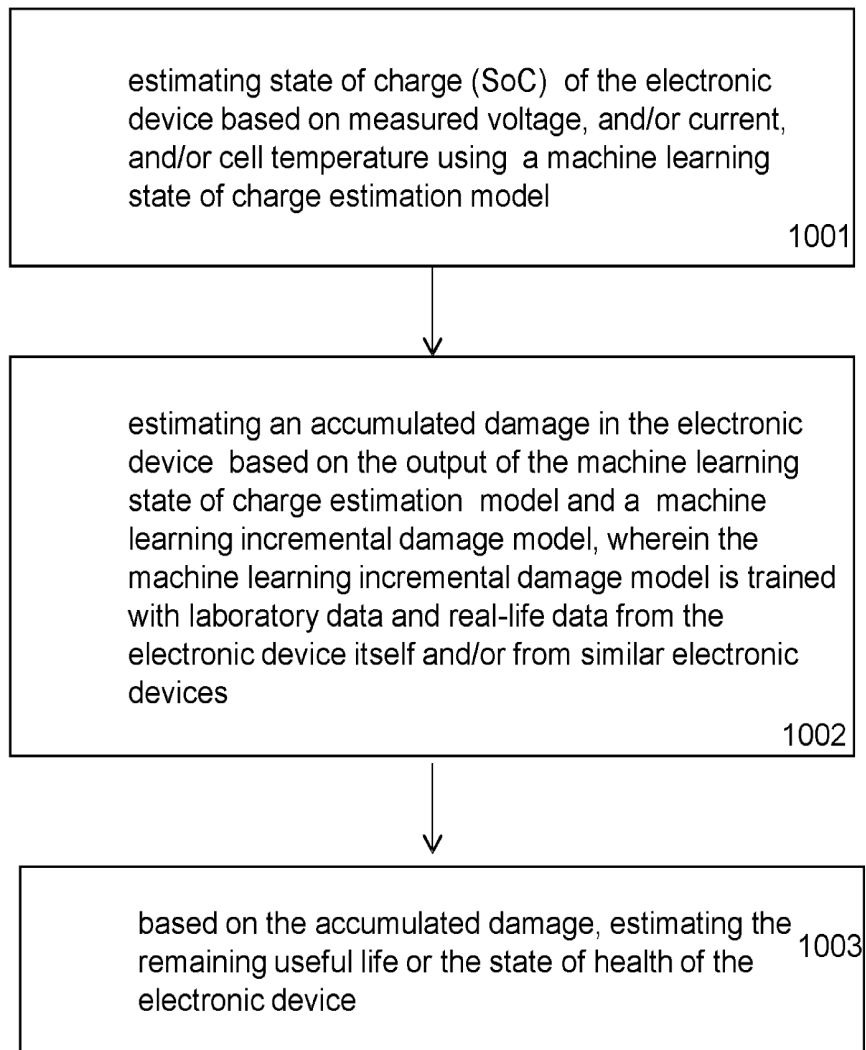 estimating state of charge (SoC) of the electronic
device based on measured voltage, and/or current,
and/or cell temperature using a machine learning
state of charge estimation model
1001
estimating an accumulated damage in the electronic
device based on the output of the machine learning
state of charge estimation model and a machine
learning incremental damage model, wherein the
machine learning incremental damage model is trained
with laboratory data and real-life data from the
electronic device itself and/or from similar electronic
devices
1002
based on the accumulated damage, estimating the
remaining useful life or the state of health of the
electronic device
1003